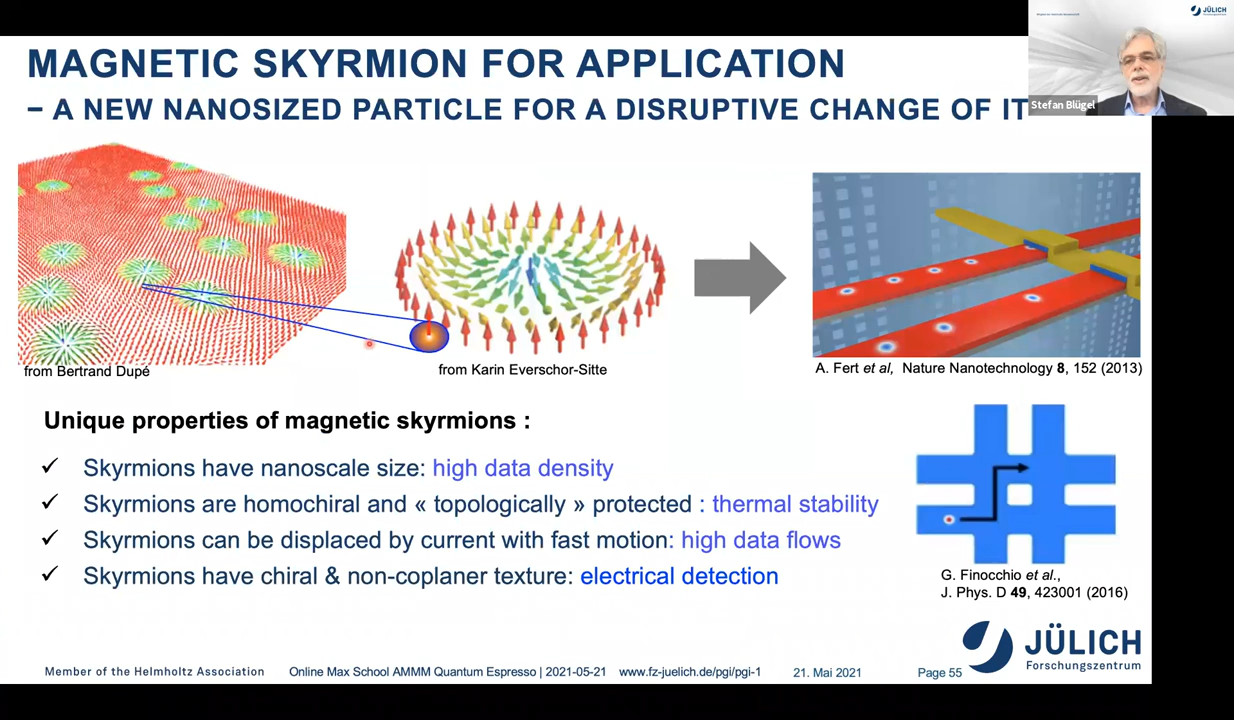 JÜLICH
Forschungszentrum
MAGNETIC SKYRMION FOR APPLICATION
– A NEW NANOSIZED PARTICLE FOR A DISRUPTIVE CHANGE OF IT
Stefan Blügel
from Bertrand Dupé
from Karin Everschor-Sitte
A. Fert et al, Nature Nanotechnology 8, 152 (2013)
Unique properties of magnetic skyrmions :
✓ Skyrmions have nanoscale size: high data density
✓ Skyrmions are homochiral and « topologically » protected : thermal stability
✓ Skyrmions can be displaced by current with fast motion: high data flows
✓ Skyrmions have chiral & non-coplaner texture: electrical detection
G. Finocchio et al.,
J. Phys. D 49, 423001 (2016)
JÜLICH
Forschungszentrum
Member of the Helmholtz Association Online Max School AMMM Quantum Espresso | 2021-05-21 www.fz-juelich.de/pgi/pgi-1 21. Mai 2021 Page 55